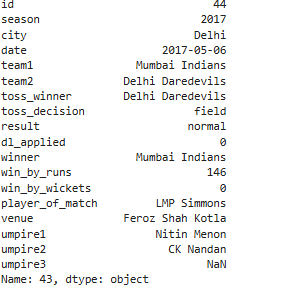 id 44
season 2017
city Delhi
date 2017-05-06
team1 Mumbai Indians
team2 Delhi Daredevils
toss_winner Delhi Daredevils
toss_decision field
result normal
dl_applied 0
winner Mumbai Indians
win_by_runs 146
win_by_wickets 0
player_of_match LMP Simmons
venue Feroz Shah Kotla
umpire1 Nitin Menon
umpire2 CK Nandan
umpire3 NaN
Name: 43, dtype: object